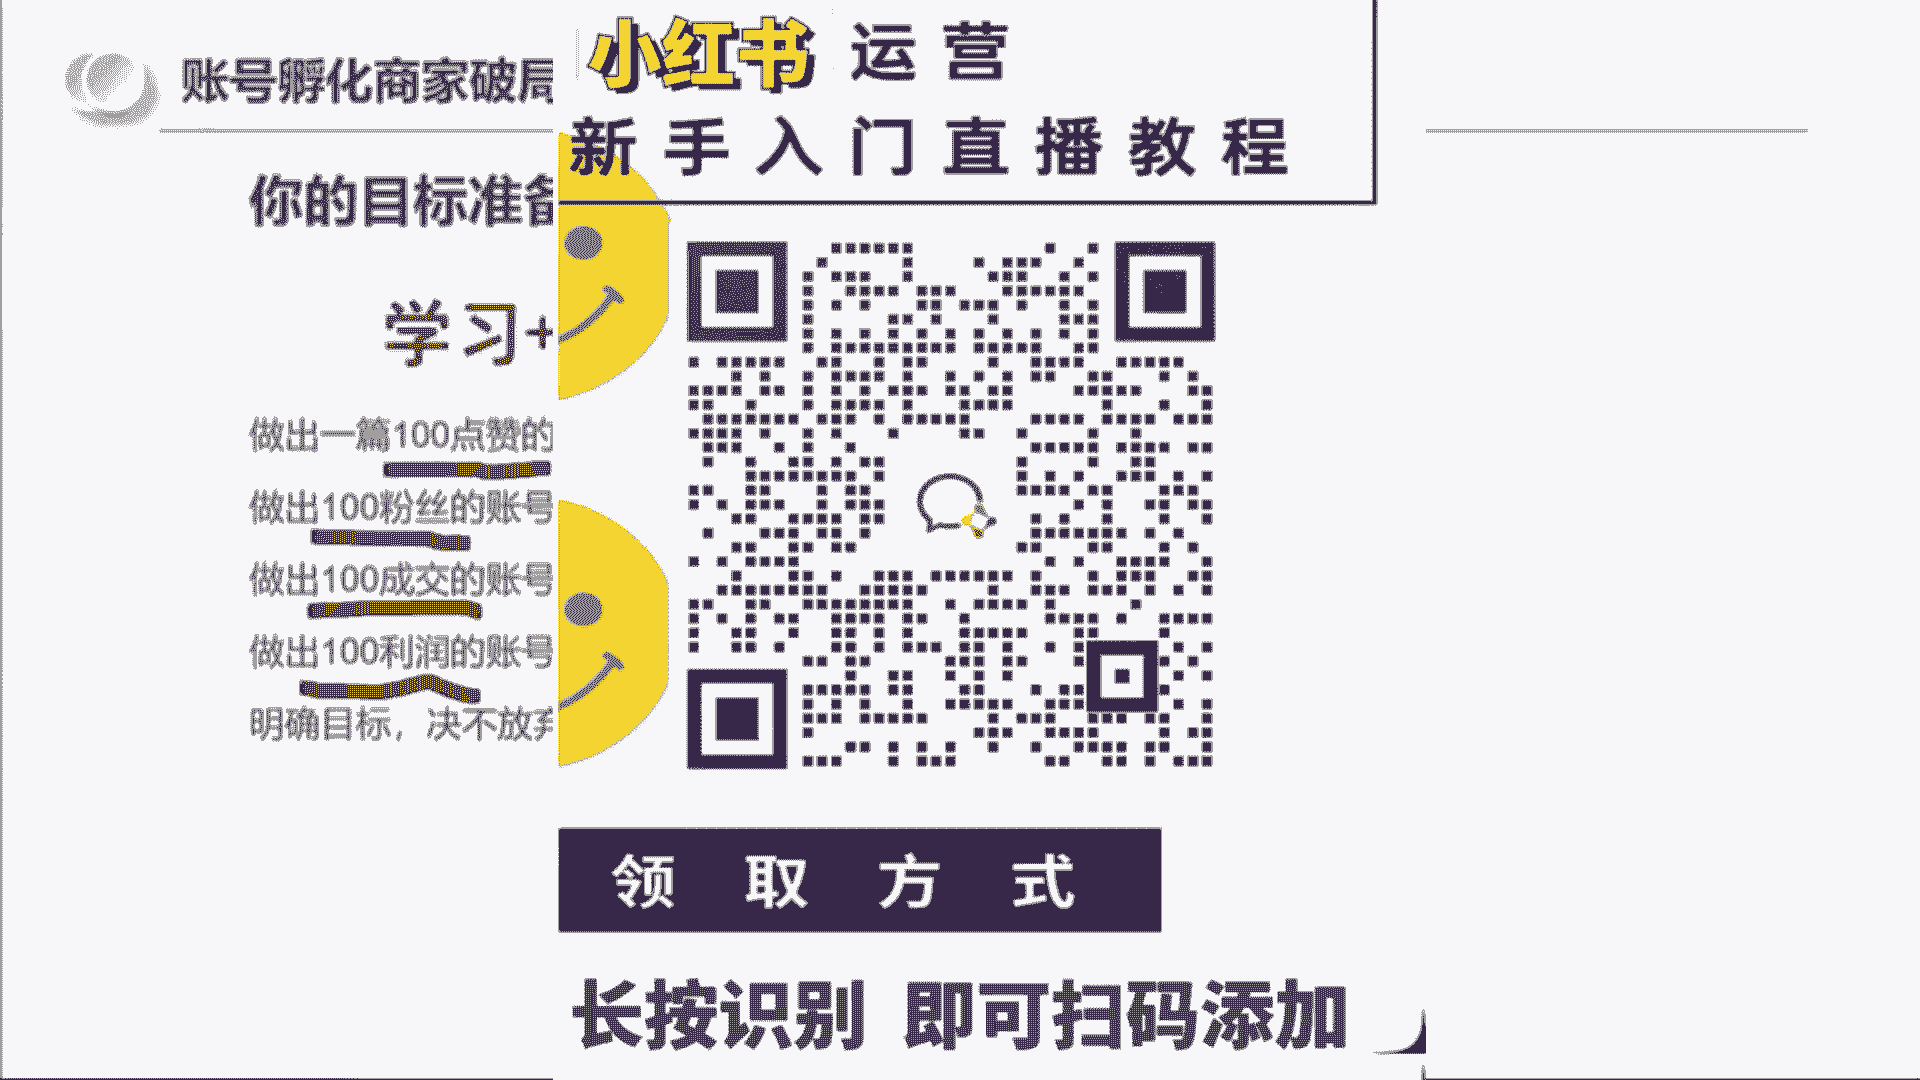 账号孵化商家破局
你的目标准备
学习+
做出一篇100点赞的
做出100粉丝的账号
做出100成交的账号
做出100利润的账号
明确目标，决不放弃
小红书 运营
新手入门直播教程
领取方式
长按识别 即可扫码添加